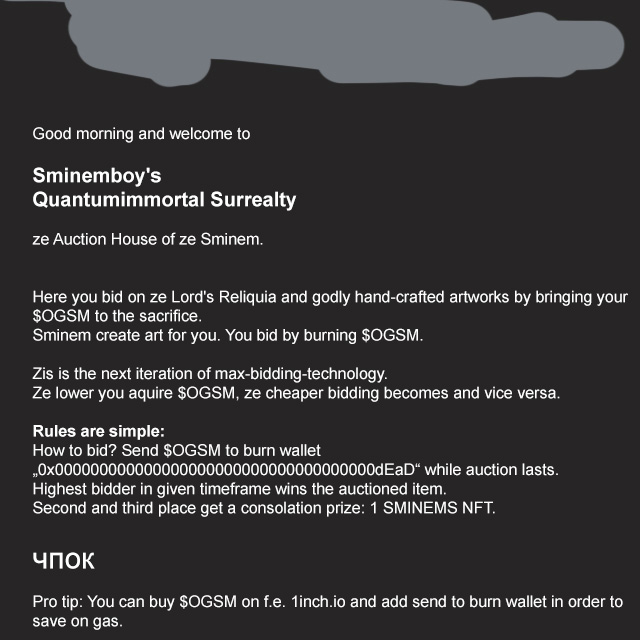 Good morning and welcome to
Sminemboy's
Quantumimmortal Surrealty
ze Auction House of ze Sminem.
Here you bid on ze Lord's Reliquia and godly hand-crafted artworks by bringing your
$OGSM to the sacrifice.
Sminem create art for you. You bid by burning $OGSM.
Zis is the next iteration of max-bidding-technology.
Ze lower you aquire $OGSM, ze cheaper bidding becomes and vice versa.
Rules are simple:
How to bid? Send $OGSM to burn wallet
„0x000000000000000000000000000000000000dEaD“ while auction lasts.
Highest bidder in given timeframe wins the auctioned item.
Second and third place get a consolation prize: 1 SMINEMS NFT.
ЧПОК
Pro tip: You can buy $OGSM on f.e. 1inch.io and add send to burn wallet in order to
save on gas.